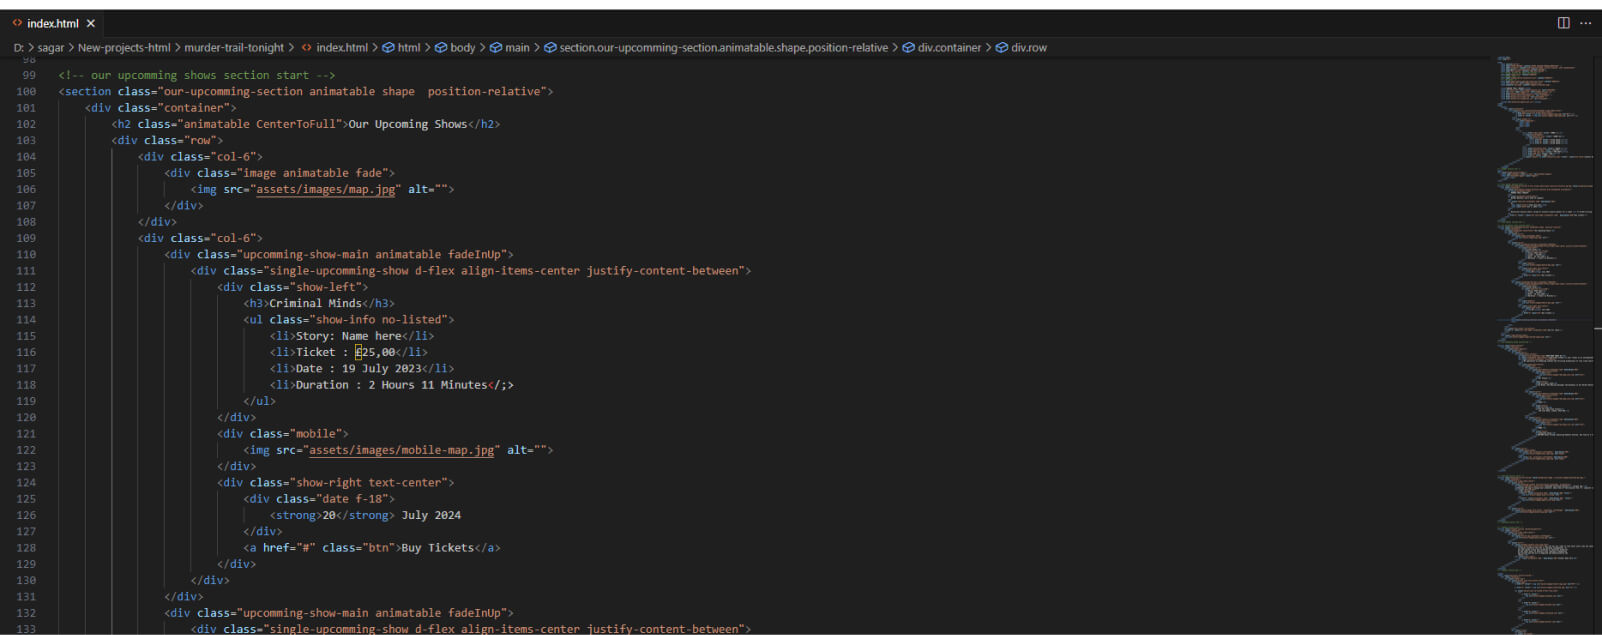 index.html
D: > sagar > New-projects-html > murder-trail-tonight > index.html > html > body > main > section.our-upcomming-section.animatable.shape.position-relative > div.container > div.row
98
99 <!-- our upcomming shows section start -->
100 <section class="our-upcomming-section animatable shape  position-relative">
101 <div class="container">
102 <h2 class="animatable CenterToFull">Our Upcoming Shows</h2>
103 <div class="row">
104 <div class="col-6">
105 <div class="image animatable fade">
106 <img src="assets/images/map.jpg" alt="">
107 </div>
108 </div>
109 <div class="col-6">
110 <div class="upcomming-show-main animatable fadeInUp">
111 <div class="single-upcomming-show d-flex align-items-center justify-content-between">
112 <div class="show-left">
113 <h3>Criminal Minds</h3>
114 <ul class="show-info no-listed">
115 <li>Story: Name here</li>
116 <li>Ticket : £25,00</li>
117 <li>Date : 19 July 2023</li>
118 <li>Duration : 2 Hours 11 Minutes</;>
119 </ul>
120 </div>
121 <div class="mobile">
122 <img src="assets/images/mobile-map.jpg" alt="">
123 </div>
124 <div class="show-right text-center">
125 <div class="date f-18">
126 <strong>20</strong> July 2024
127 </div>
128 <a href="#" class="btn">Buy Tickets</a>
129 </div>
130 </div>
131 </div>
132 <div class="upcomming-show-main animatable fadeInUp">
133 <div class="single-upcomming-show d-flex align-items-center justify-content-between">